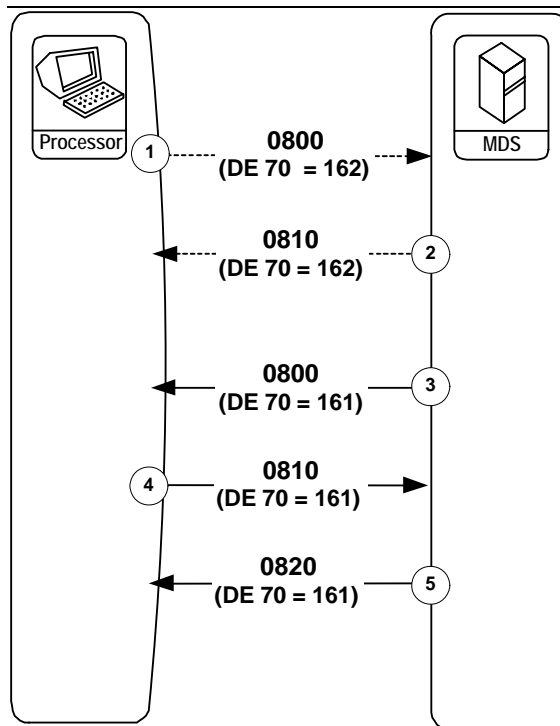 Processor
MDS
1
0800
(DE 70 = 162)
0810
(DE 70 = 162)
2
0800
(DE 70 = 161)
3
4
0810
(DE 70 = 161)
0820
(DE 70 = 161)
5